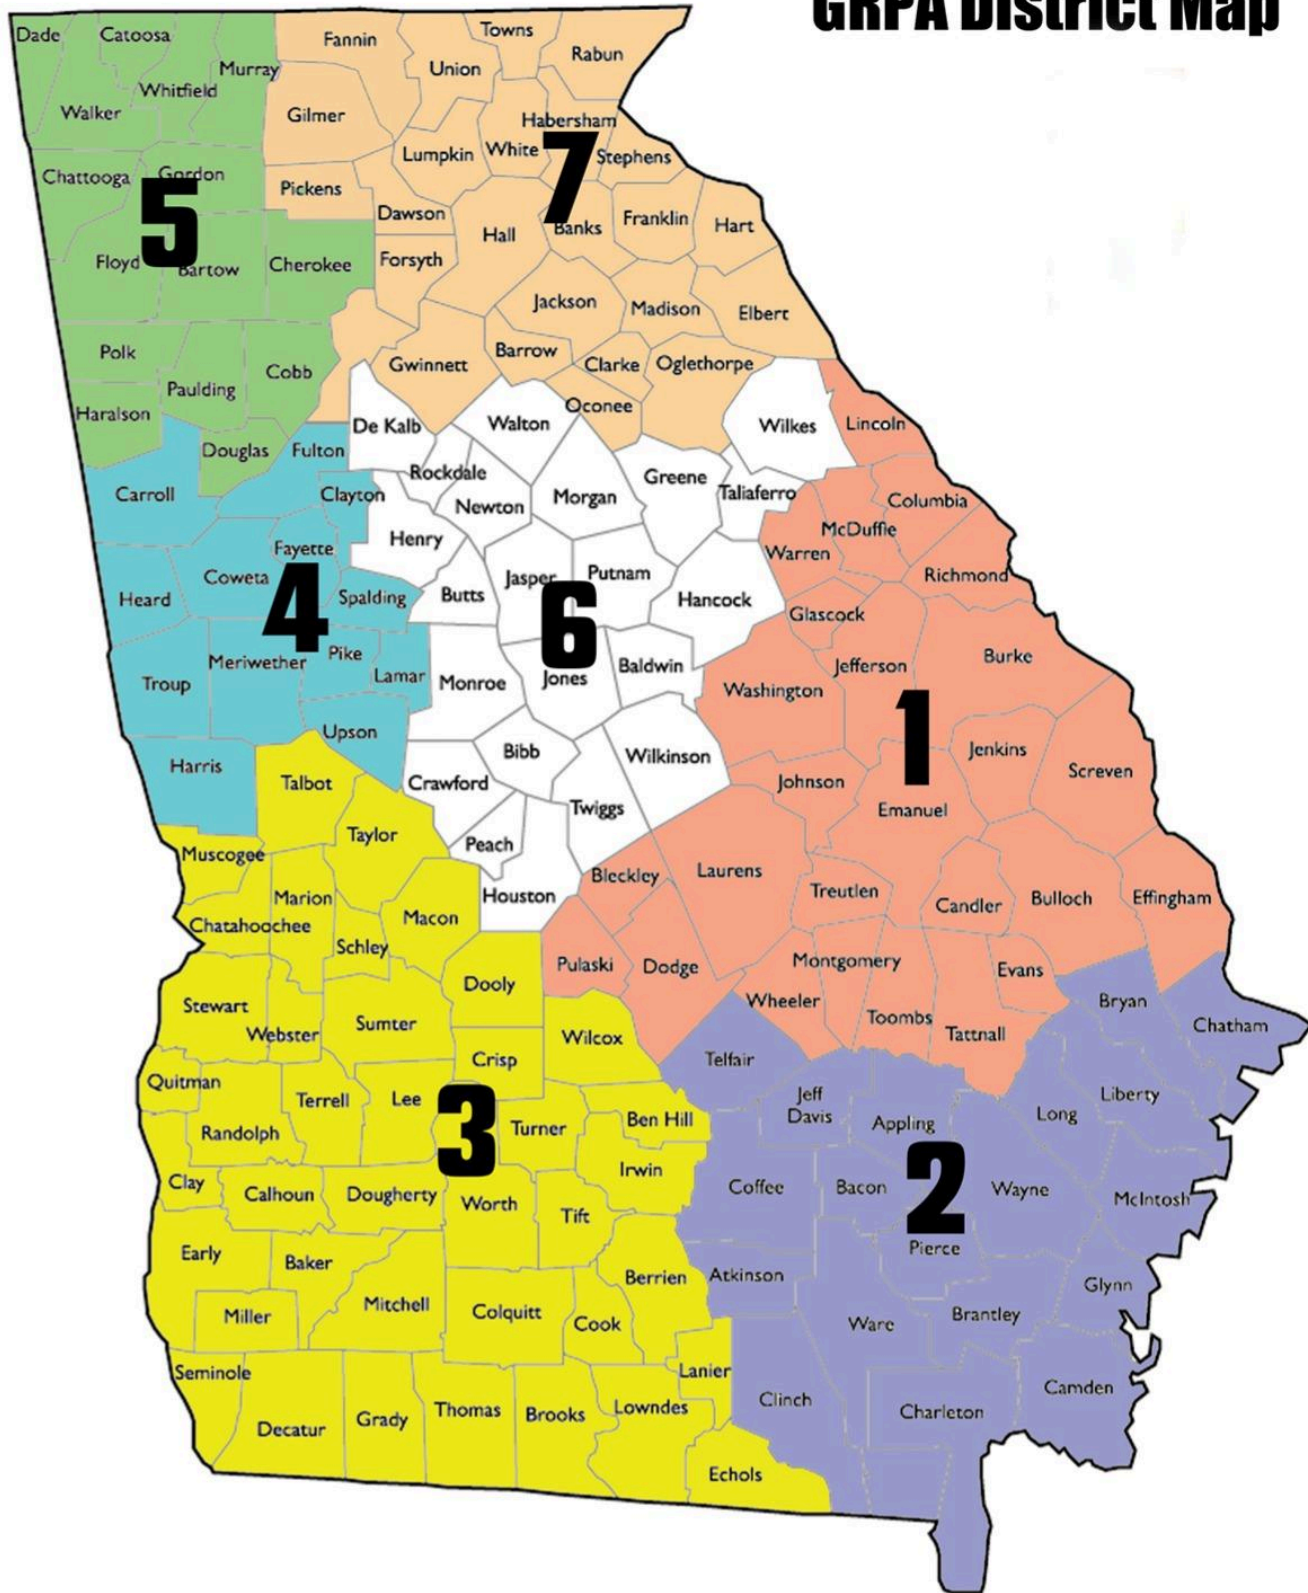 GRPA District Map
Dade
Catoosa
Fannin
Towns
Rabun
Union
Murray
Whitfield
Walker
Gilmer
Habersham
White
Lumpkin
Stephens
7
Chattooga
Gordon
Pickens
5
Dawson
Franklin
Hart
Hall
Banks
Floyd
Bartow
Cherokee
Forsyth
Jackson
Madison
Elbert
Polk
Gwinnett
Barrow
Clarke
Oglethorpe
Cobb
Paulding
Haralson
Oconee
De Kalb
Walton
Wilkes
Lincoln
Douglas
Fulton
Rockdale
Greene
Carroll
Clayton
Newton
Morgan
Taliaferro
Columbia
McDuffie
Henry
Fayette
Warren
Coweta
Jasper
Putnam
Richmond
Heard
4
Spalding
Butts
6
Hancock
Glascock
Meriwether
Pike
Baldwin
Jefferson
Burke
Troup
Lamar
Monroe
Jones
Washington
1
Upson
Bibb
Wilkinson
Jenkins
Harris
Talbot
Crawford
Johnson
Screven
Twiggs
Emanuel
Taylor
Peach
Muscogee
Bleckley
Laurens
Marion
Houston
Treutlen
Candler
Bulloch
Effingham
Macon
Chatahoochee
Schley
Pulaski
Dodge
Montgomery
Evans
Dooly
Stewart
Wheeler
Bryan
Webster
Sumter
Wilcox
Toombs
Tattnall
Chatham
Crisp
Telfair
Quitman
Terrell
Lee
Jeff
Davis
Liberty
Long
3
Randolph
Turner
Ben Hill
Appling
Clay
Calhoun
Dougherty
Worth
Irwin
Coffee
Bacon
2
Wayne
McIntosh
Tift
Early
Baker
Pierce
Berrien
Atkinson
Glynn
Miller
Mitchell
Colquitt
Cook
Ware
Brantley
Seminole
Lanier
Camden
Decatur
Grady
Thomas
Brooks
Lowndes
Clinch
Charleton
Echols